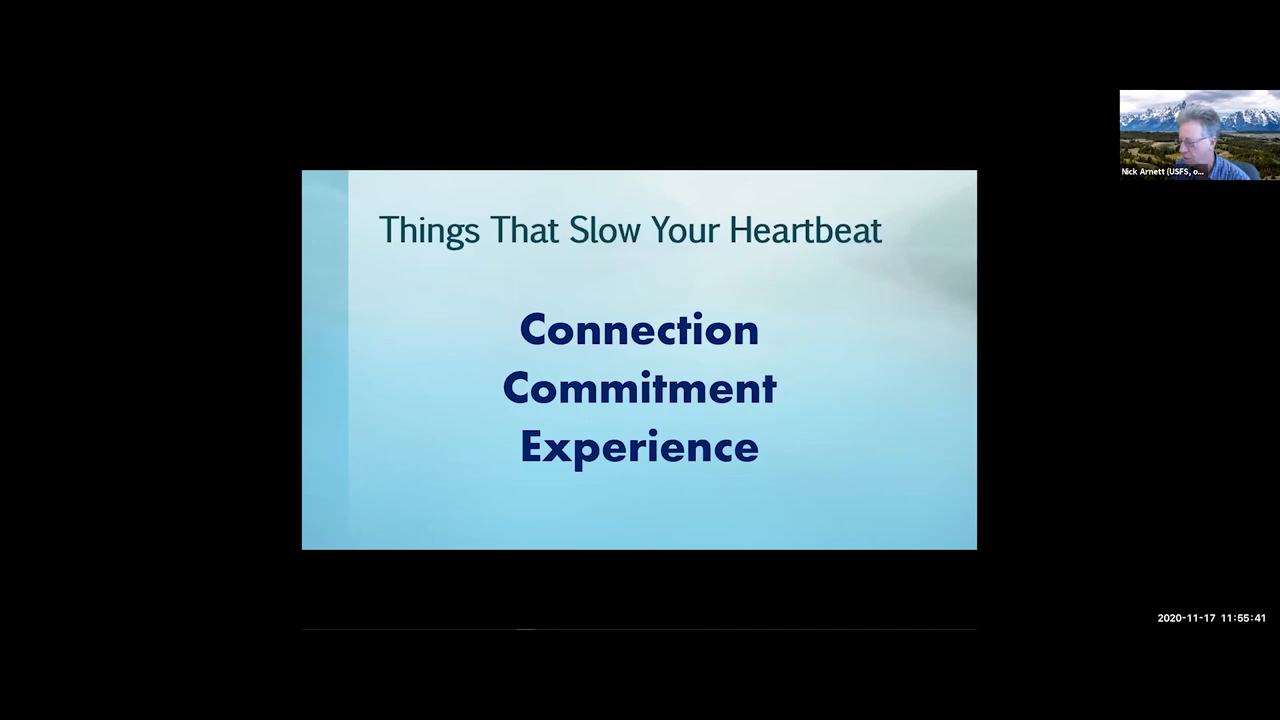 Things That Slow Your Heartbeat
Connection
Commitment
Experience
Nick Arnett (USFS, o...
2020-11-17 11:55:41